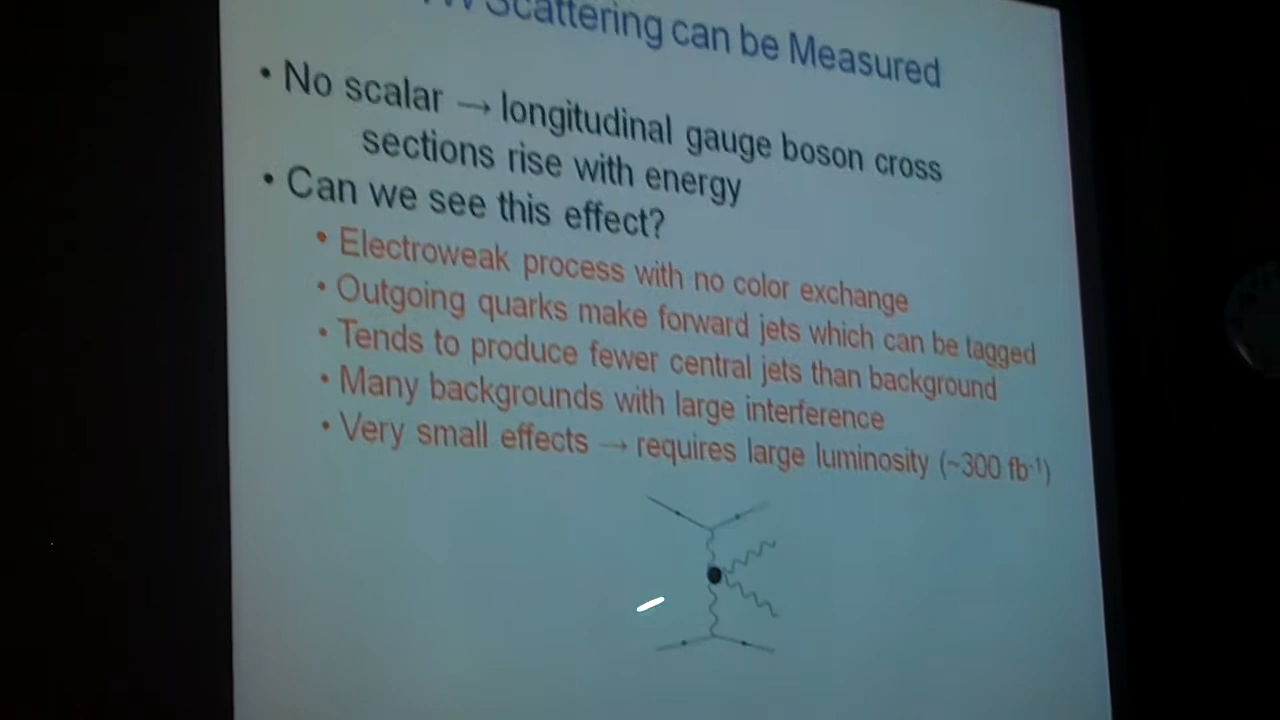 Scattering can be Measured
• No scalar → longitudinal gauge boson cross
sections rise with energy
• Can we see this effect?
• Electroweak process with no color exchange
• Outgoing quarks make forward jets which can be tagged
• Tends to produce fewer central jets than background
• Many backgrounds with large interference
• Very small effects → requires large luminosity (~300 fb⁻¹)